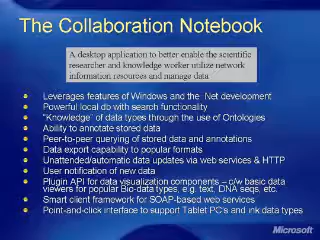 The Collaboration Notebook
A desktop application to better enable the scientific
researcher and knowledge worker utilize network
information resources and manage data
Leverages features of Windows and the .Net development
Powerful local db with search functionality
"Knowledge" of data types through the use of Ontologies
Ability to annotate stored data
Peer-to-peer querying of stored data and annotations
Data export capability to popular formats
Unattended/automatic data updates via web services & HTTP
User notification of new data
Plugin API for data visualization components – c/w basic data
viewers for popular Bio-data types, e.g. text, DNA seqs, etc.
Smart client framework for SOAP-based web services
Point-and-click interface to support Tablet PC's and ink data types
Microsoft